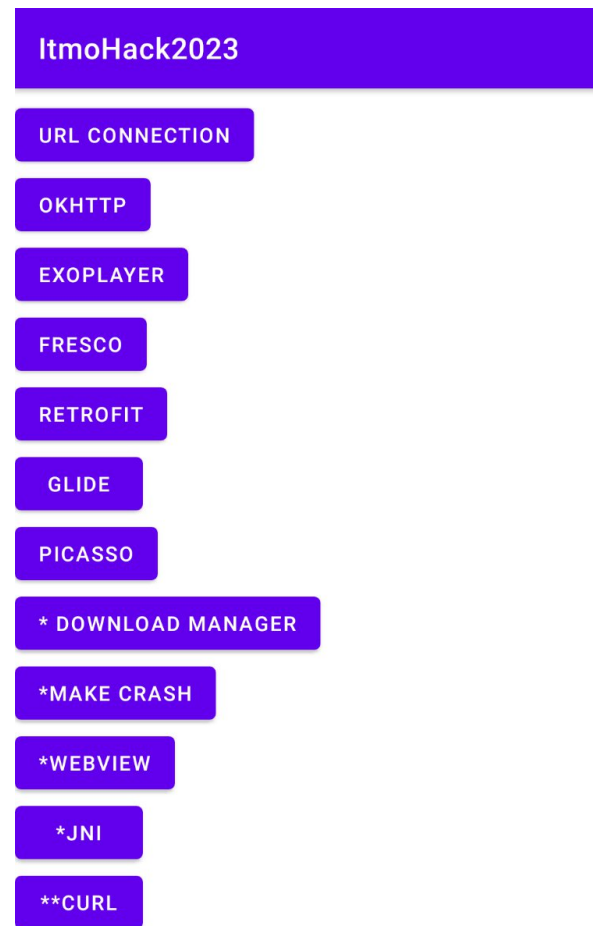 ItmoHack2023
URL CONNECTION
OKHTTP
EXOPLAYER
FRESCO
RETROFIT
GLIDE
PICASSO
* DOWNLOAD MANAGER
*MAKE CRASH
*WEBVIEW
*JNI
**CURL